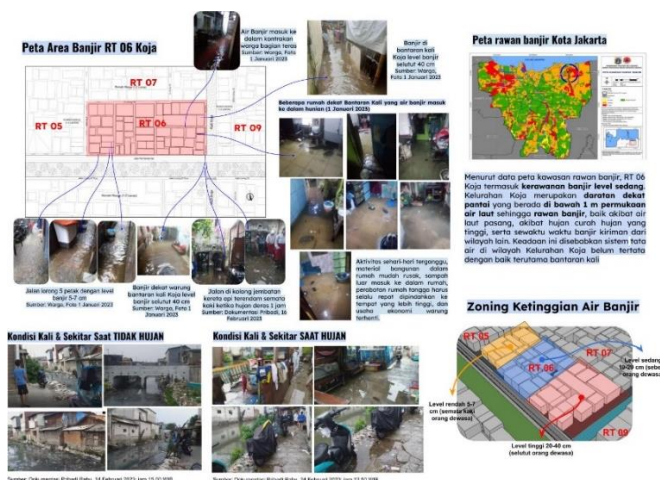 Peta Area Banjir RT 06 Koja
Air Banjir masuk ke
dalam kontrakan
warga bagian teras
Sumber: Warga,
Foto 1 Januari 2023
Banjir di
bantaran kali
Koja level banjir
selutut 40 cm
Sumber: Warga,
Foto 1 Januari 2023
Peta rawan banjir Kota Jakarta
RT 07
RT 05
RT 06
RT 09
Beberapa rumah dekat Bantaran Kali yang air banjir masuk
ke dalam hunian (1 Januari 2023)
Menurut data peta kawasan rawan banjir, RT 06
Koja termasuk kerawanan banjir level sedang.
Kelurahan Koja merupakan daratan dekat
pantai yang berada di bawah 1 m permukaan
air laut sehingga rawan banjir, baik akibat air
laut pasang, akibat hujan curah hujan yang
tinggi, serta sewaktu waktu banjir kiriman dari
wilayah lain. Keadaan ini disebabkan sistem tata
air di wilayah Kelurahan Koja belum tertata
dengan baik terutama bantaran kali
Jalan lorong 5 petak dengan level
banjir 5-7 cm
Sumber: Warga, Foto 1 Januari 2023
Banjir dekat warung
bantaran kali Koja level
banjir selutut 40 cm
Sumber: Warga, Foto 1
Januari 2023
Jalan di kolong jembatan
kereta api terendam semata
kaki ketika hujan deras 1 jam
Sumber: Dokumentasi Pribadi, 16
Februari 2023
Aktivitas sehari-hari terganggu,
material bangunan dalam
rumah mudah rusak, sampah
luar masuk ke dalam rumah,
perabotan rumah tangga harus
selalu repat dipindahkan ke
tempat yang lebih tinggi, dan
usaha ekonomi warung
terhenti.
Kondisi Kali & Sekitar Saat TIDAK HUJAN
Kondisi Kali & Sekitar SAAT HUJAN
Zoning Ketinggian Air Banjir
RT 05
RT 07
RT 06
RT 09
Level sedang
10-20 cm
orang dewasa)
Level rendah 5-7
cm (semata kaki
orang dewasa)
Level tinggi 20-40 cm
(selutut orang dewasa)